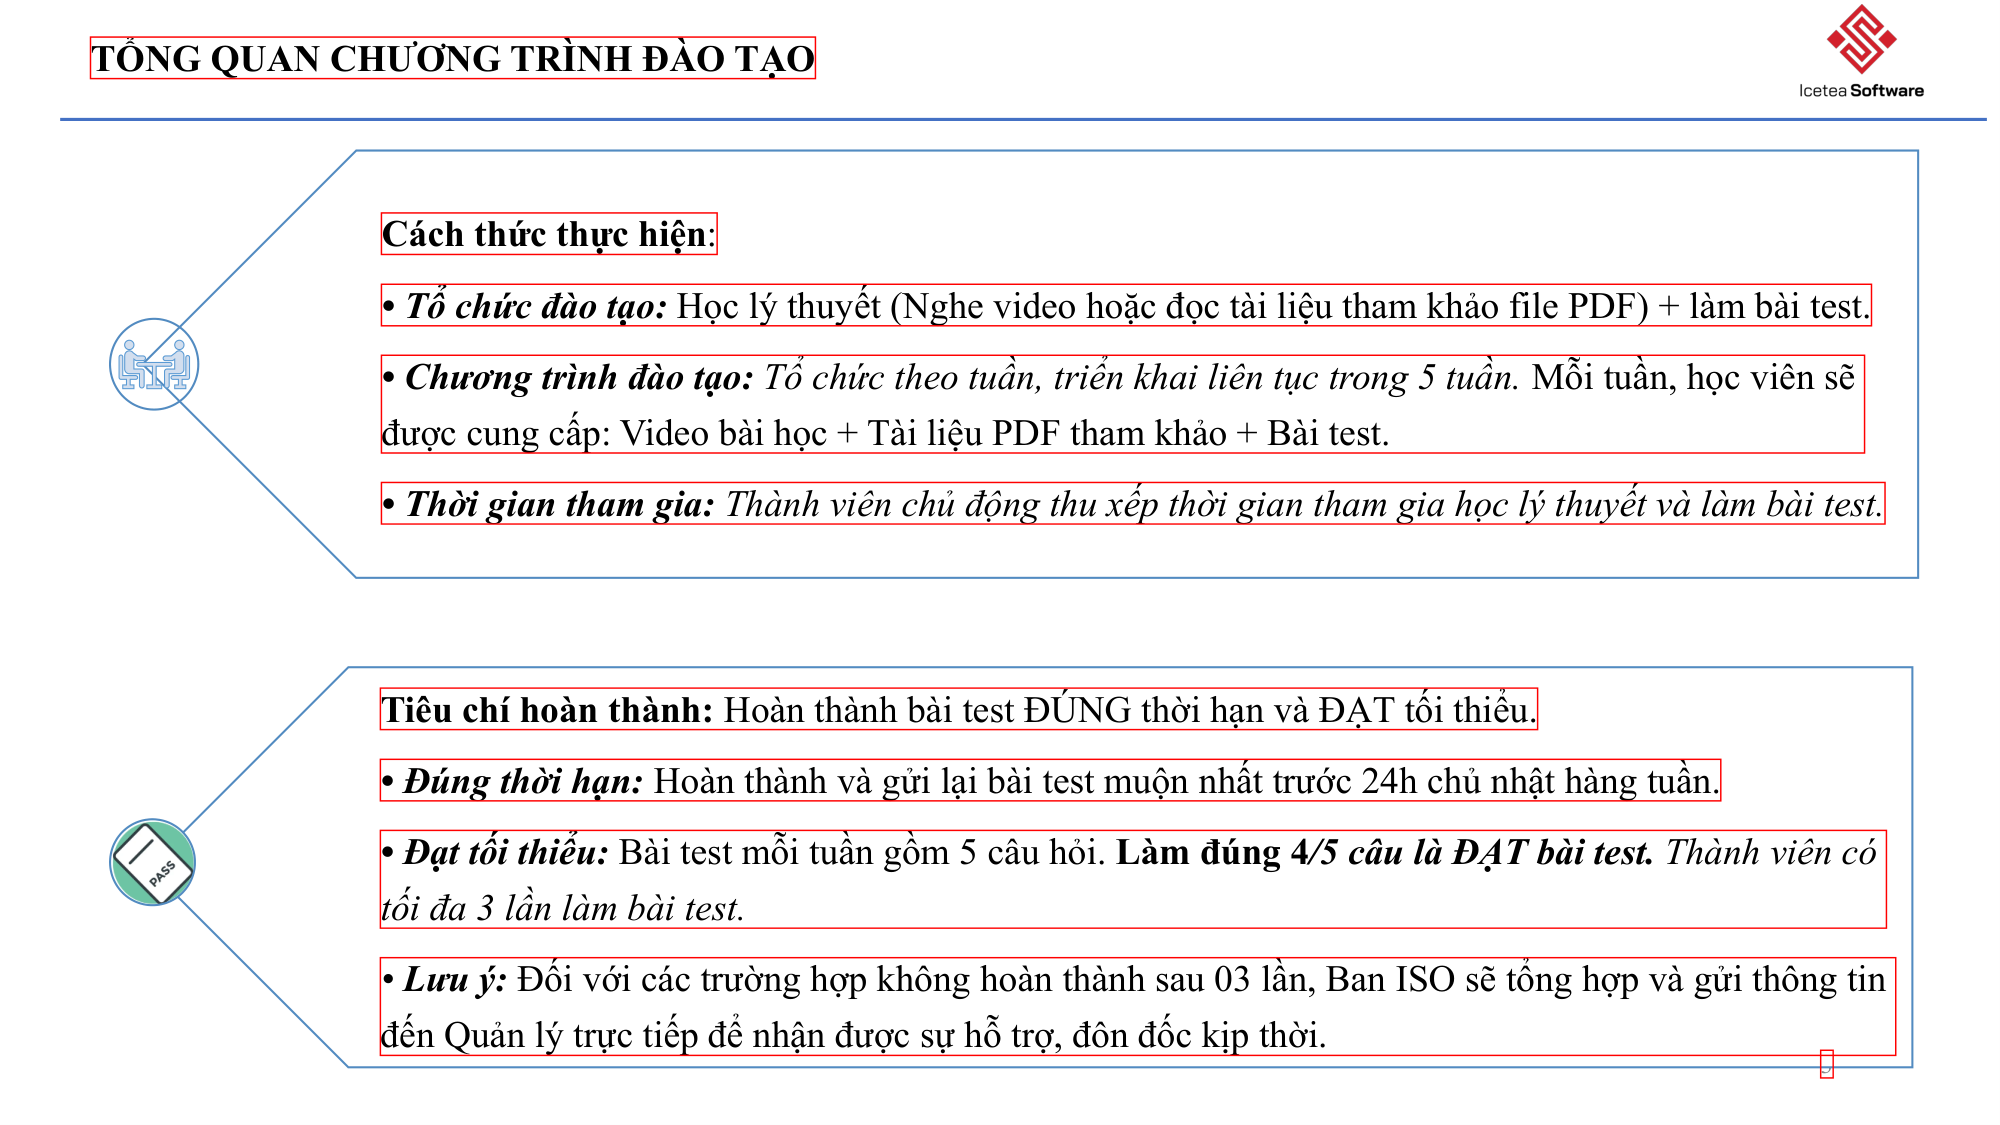 TỔNG QUAN CHƯƠNG TRÌNH ĐÀO TẠO
Icetea Software
Cách thức thực hiện:
• Tổ chức đào tạo: Học lý thuyết (Nghe video hoặc đọc tài liệu tham khảo file PDF) + làm bài test.
• Chương trình đào tạo: Tổ chức theo tuần, triển khai liên tục trong 5 tuần. Mỗi tuần, học viên sẽ
được cung cấp: Video bài học + Tài liệu PDF tham khảo + Bài test.
• Thời gian tham gia: Thành viên chủ động thu xếp thời gian tham gia học lý thuyết và làm bài test.
Tiêu chí hoàn thành: Hoàn thành bài test ĐÚNG thời hạn và ĐẠT tối thiểu.
• Đúng thời hạn: Hoàn thành và gửi lại bài test muộn nhất trước 24h chủ nhật hàng tuần.
• Đạt tối thiểu: Bài test mỗi tuần gồm 5 câu hỏi. Làm đúng 4/5 câu là ĐẠT bài test. Thành viên có
tối đa 3 lần làm bài test.
PASS
• Lưu ý: Đối với các trường hợp không hoàn thành sau 03 lần, Ban ISO sẽ tổng hợp và gửi thông tin
đến Quản lý trực tiếp để nhận được sự hỗ trợ, đôn đốc kịp thời.